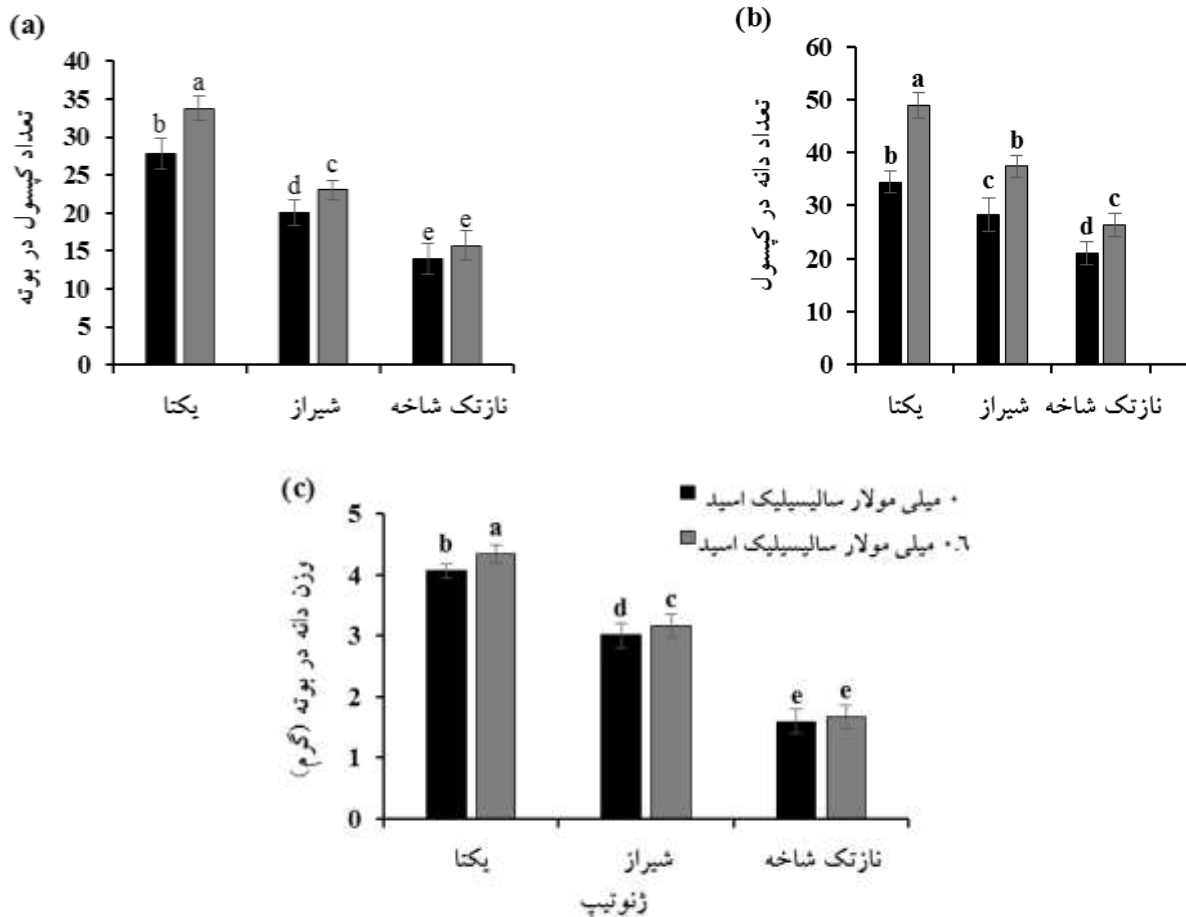 (a)
تعداد کپسول در بوته
40
35
30
25
20
15
10
5
0
b
a
d
c
e
e
یکتا
شیراز
نازتک شاخه
(b)
تعداد دانه در کپسول
60
50
40
30
20
10
0
b
a
c
b
d
c
یکتا
شیراز
نازتک شاخه
(c)
۰ میلی مولار سالیسیلیک اسید
۰.٦ میلی مولار سالیسیلیک اسید
وزن دانه در بوته (گرم)
5
4
3
2
1
0
b
a
d
c
e
e
یکتا
شیراز
نازتک شاخه
ژنوتیپ